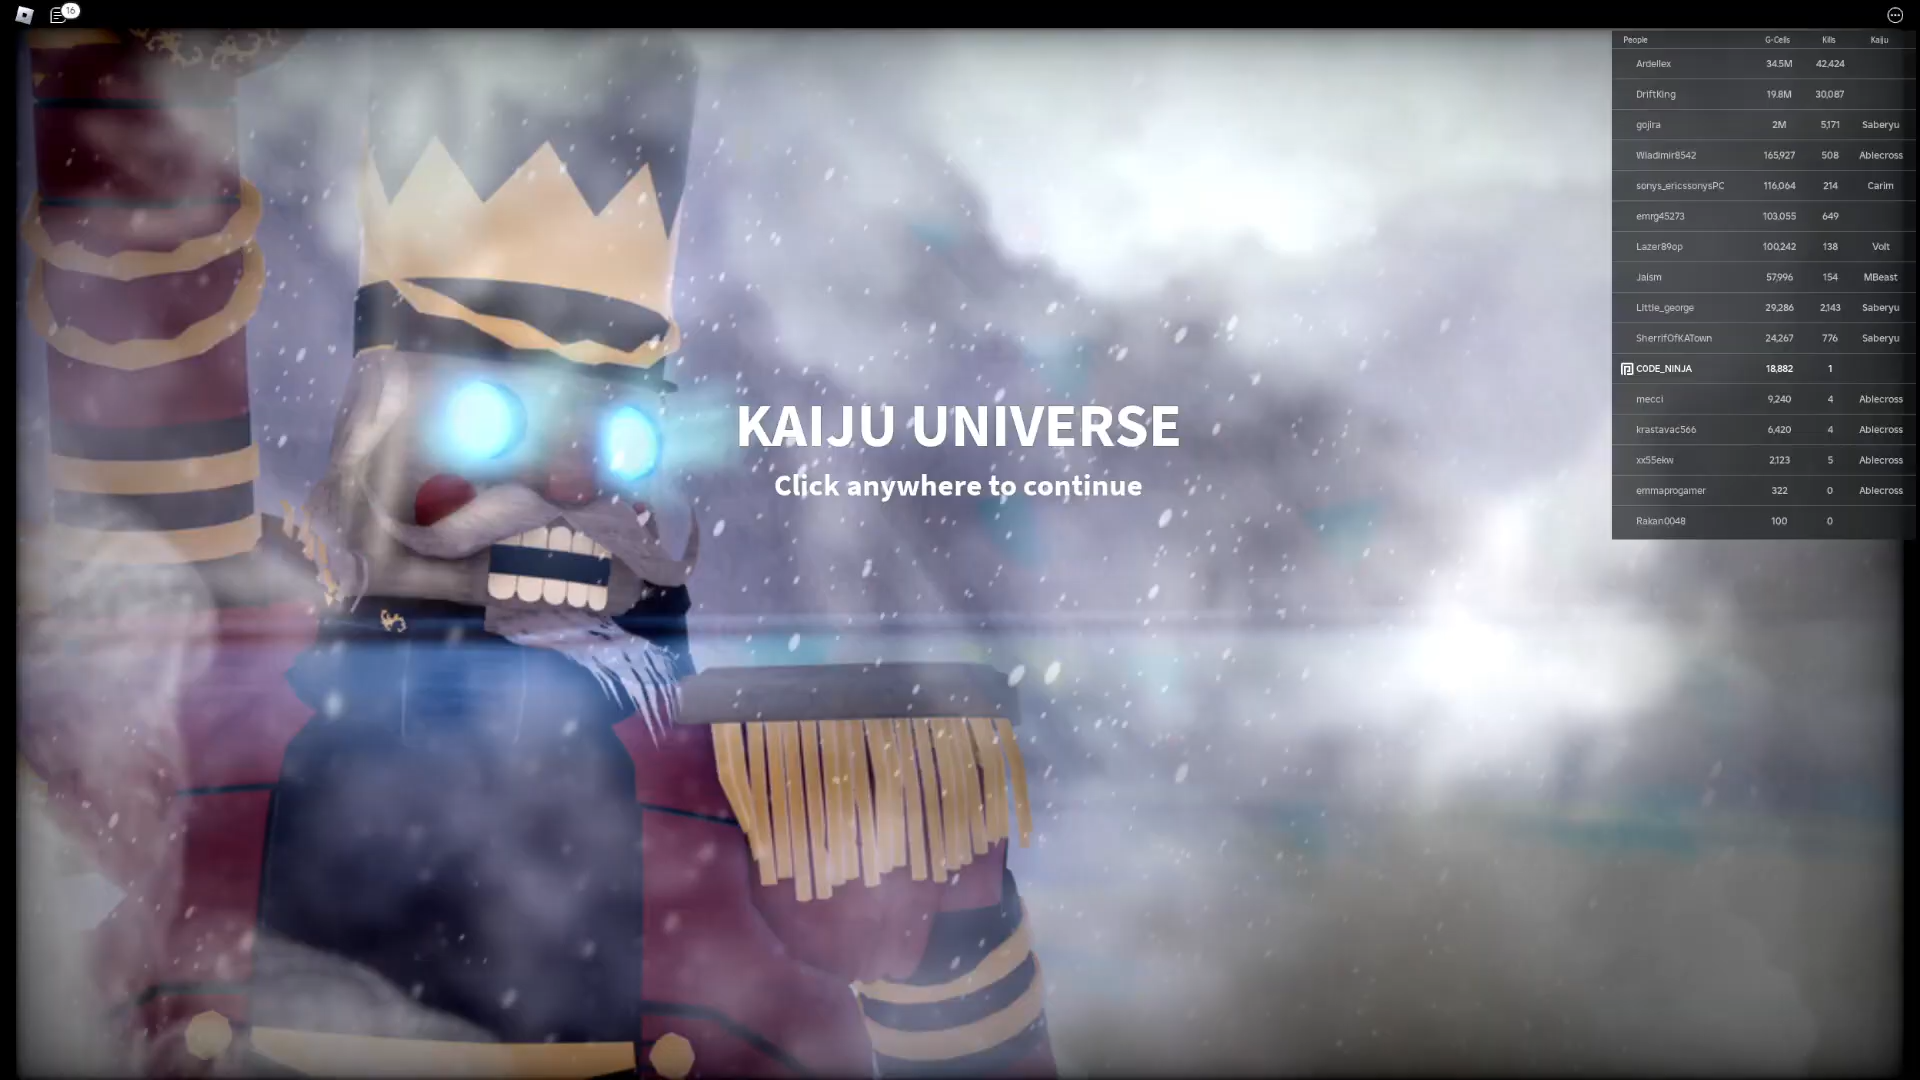 16
People G-Cells Kills Kaiju
Ardellex 34.5M 42,424
DriftKing 19.8M 30,087
gojira 2M 5,171 Saberyu
Wladimir8542 165,927 508 Ablecross
sonys_ericssonysPC 116,064 214 Carim
emrg45273 103,055 649
Lazer89op 100,242 138 Volt
Jaism 57,996 154 MBeast
Little_george 29,286 2,143 Saberyu
SherrifOfKATown 24,267 776 Saberyu
CODE_NINJA 18,882 1
mecci 9,240 4 Ablecross
krastavac566 6,420 4 Ablecross
xx55ekw 2,123 5 Ablecross
emmaprogamer 322 0 Ablecross
Rakan0048 100 0
KAIJU UNIVERSE
Click anywhere to continue